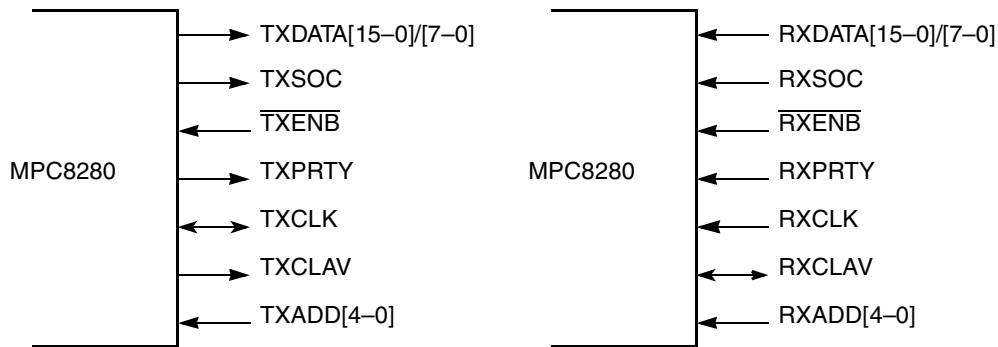 TXDATA[15–0]/[7–0]
TXSOC
TXENB
MPC8280
TXPRTY
TXCLK
TXCLAV
TXADD[4–0]
RXDATA[15–0]/[7–0]
RXSOC
RXENB
MPC8280
RXPRTY
RXCLK
RXCLAV
RXADD[4–0]